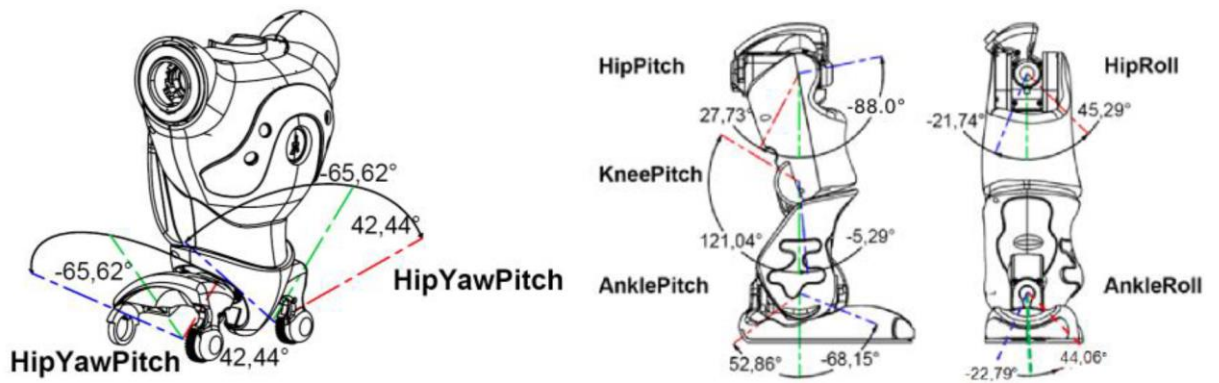 -65,62°
42,44°
-65,62°
HipYawPitch
HipYawPitch
42,44°
HipPitch
27,73°
-88.0°
KneePitch
121,04°
-5,29°
AnklePitch
52,86°
-68,15°
HipRoll
-21,74°
45,29°
AnkleRoll
-22,79°
44,06°